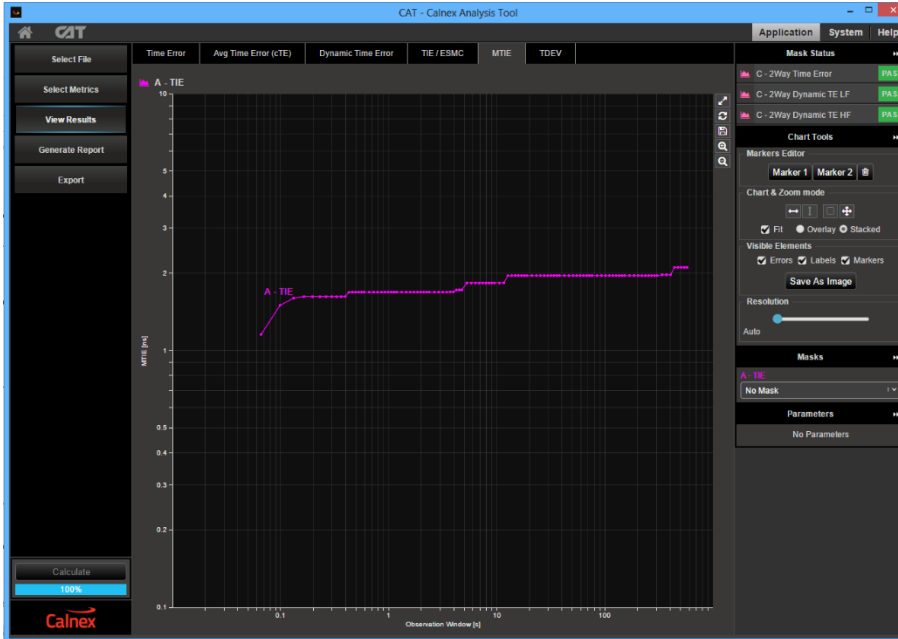 CAT - Calnex Analysis Tool
CAT
Application System Help
Select File
Select Metrics
View Results
Generate Report
Export
Calculate
100%
Calnex
Time Error Avg Time Error (cTE) Dynamic Time Error TIE / ESMC MTIE TDEV
A - TIE
10
5
4
3
2
1
0.5
0.4
0.3
0.2
0.1
MTIE [ns]
A - TIE
0.1 1 10 100
Observation Window [s]
Mask Status
C - 2Way Time Error PAS
C - 2Way Dynamic TE LF PAS
C - 2Way Dynamic TE HF PAS
Chart Tools
Markers Editor
Marker 1 Marker 2
Chart & Zoom mode
Fit Overlay Stacked
Visible Elements
Errors Labels Markers
Save As Image
Resolution
Auto
Masks
A - TIE
No Mask
Parameters
No Parameters